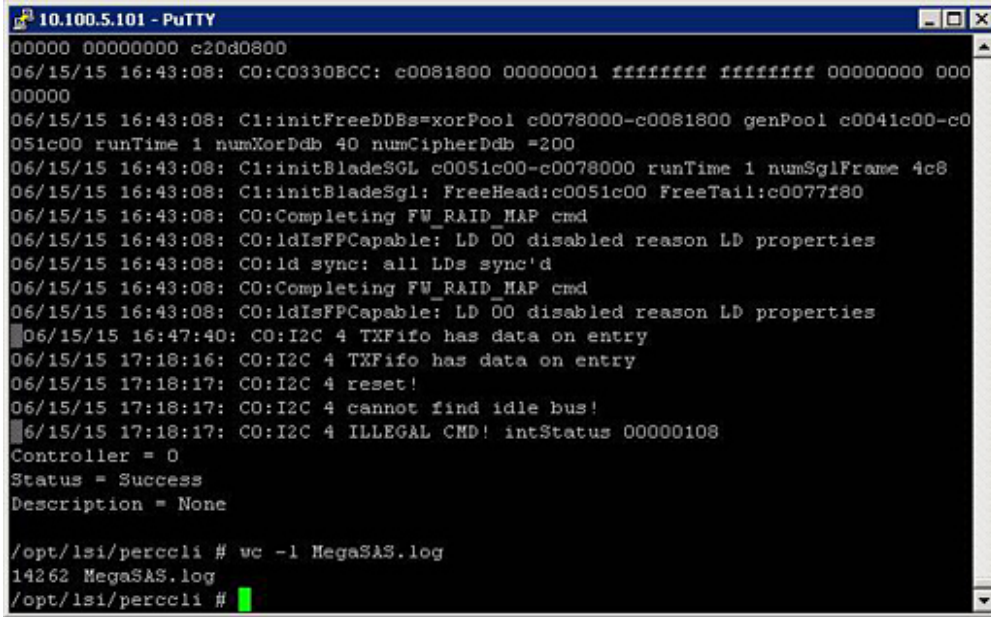 10.100.5.101 - PuTTY
00000 00000000 c20d0800
06/15/15 16:43:08: C0:C0330BCC: c0081800 00000001 ffffffff ffffffff 00000000 000
00000
06/15/15 16:43:08: C1:initFreeDDBs=xorPool c0078000-c0081800 genPool c0041c00-c0
051c00 runTime 1 numXorDdb 40 numCipherDdb =200
06/15/15 16:43:08: C1:initBladeSGL c0051c00-c0078000 runTime 1 numSglFrame 4c8
06/15/15 16:43:08: C1:initBladeSgl: FreeHead:c0051c00 FreeTail:c0077f80
06/15/15 16:43:08: C0:Completing FW_RAID_MAP cmd
06/15/15 16:43:08: C0:ldIsFPCapable: LD 00 disabled reason LD properties
06/15/15 16:43:08: C0:ld sync: all LDs sync'd
06/15/15 16:43:08: C0:Completing FW_RAID_MAP cmd
06/15/15 16:43:08: C0:ldIsFPCapable: LD 00 disabled reason LD properties
06/15/15 16:47:40: C0:I2C 4 TXFifo has data on entry
06/15/15 17:18:16: C0:I2C 4 TXFifo has data on entry
06/15/15 17:18:17: C0:I2C 4 reset!
06/15/15 17:18:17: C0:I2C 4 cannot find idle bus!
6/15/15 17:18:17: C0:I2C 4 ILLEGAL CMD! intStatus 00000108
Controller = 0
Status = Success
Description = None
/opt/lsi/perccli # wc -l MegaSAS.log
14262 MegaSAS.log
/opt/lsi/perccli #